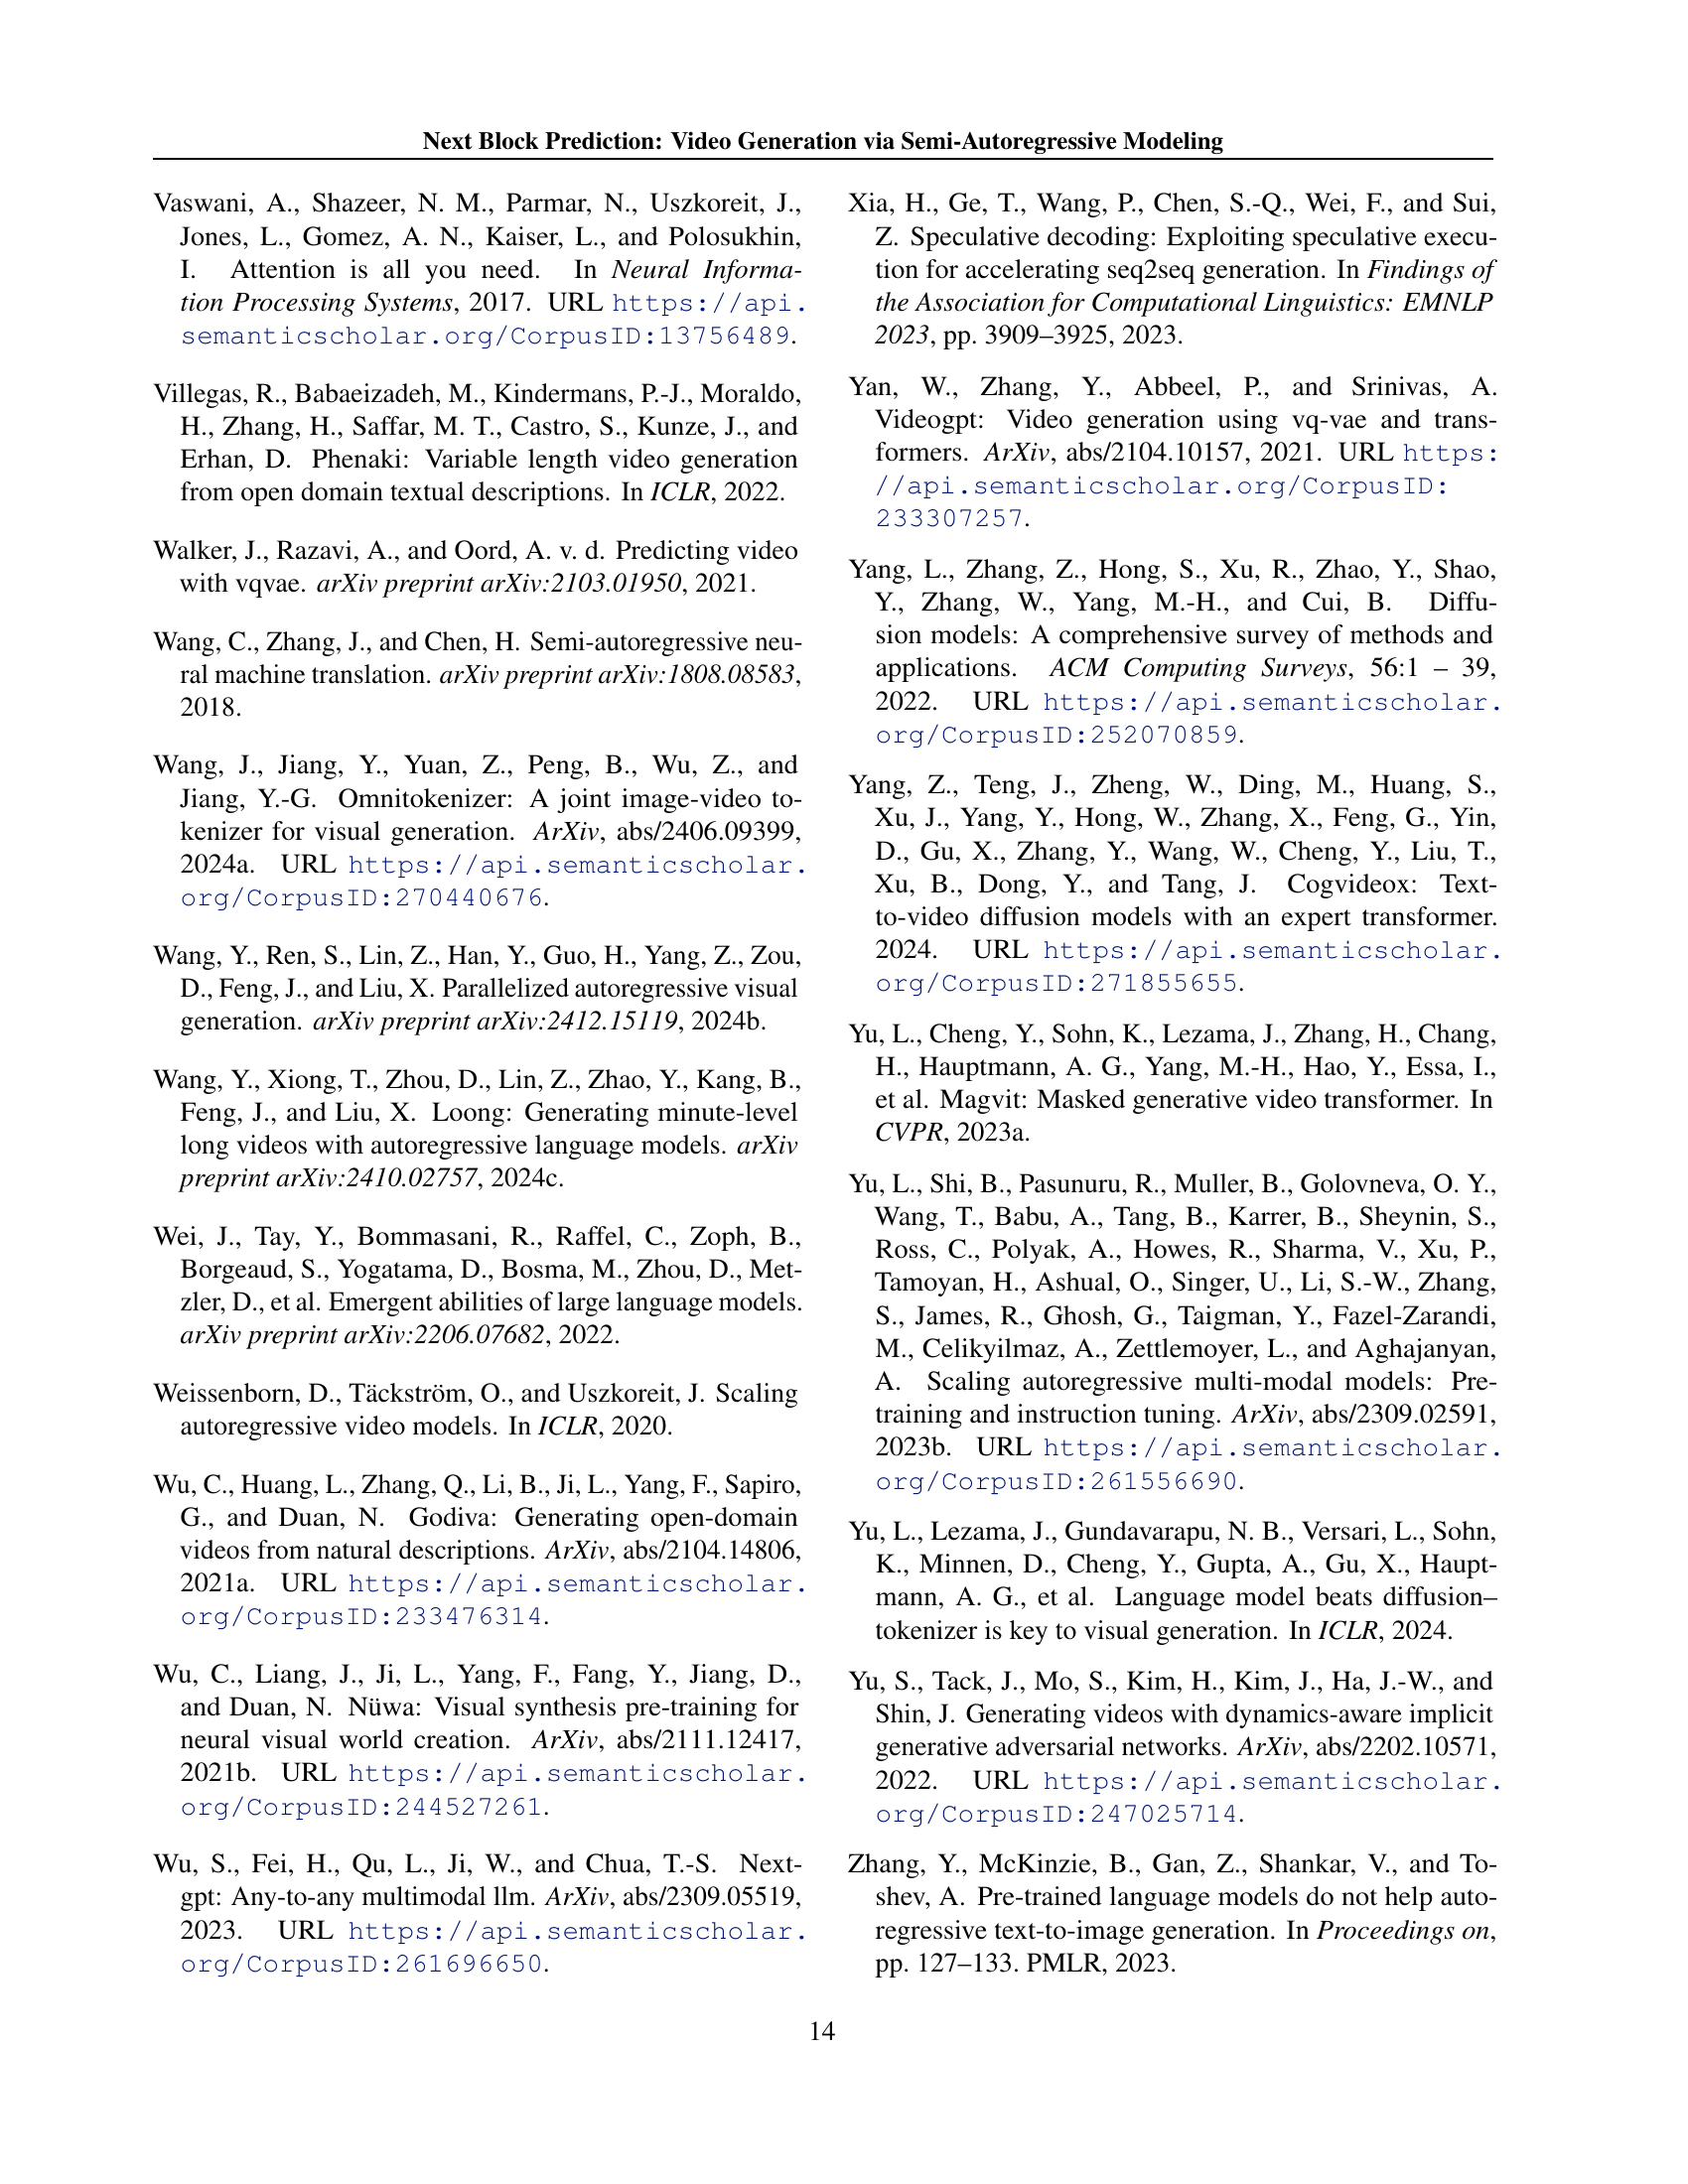 Next Block Prediction: Video Generation via Semi-Autoregressive Modeling
Vaswani, A., Shazeer, N. M., Parmar, N., Uszkoreit, J.,
Jones, L., Gomez, A. N., Kaiser, L., and Polosukhin,
I. Attention is all you need. In Neural Informa-
tion Processing Systems, 2017. URL https://api.
semanticscholar.org/CorpusID:13756489.
Villegas, R., Babaeizadeh, M., Kindermans, P.-J., Moraldo,
H., Zhang, H., Saffar, M. T., Castro, S., Kunze, J., and
Erhan, D. Phenaki: Variable length video generation
from open domain textual descriptions. In ICLR, 2022.
Walker, J., Razavi, A., and Oord, A. v. d. Predicting video
with vqvae. arXiv preprint arXiv:2103.01950, 2021.
Wang, C., Zhang, J., and Chen, H. Semi-autoregressive neu-
ral machine translation. arXiv preprint arXiv:1808.08583,
2018.
Wang, J., Jiang, Y., Yuan, Z., Peng, B., Wu, Z., and
Jiang, Y.-G. Omnitokenizer: A joint image-video to-
kenizer for visual generation. ArXiv, abs/2406.09399,
2024a. URL https://api.semanticscholar.
org/CorpusID:270440676.
Wang, Y., Ren, S., Lin, Z., Han, Y., Guo, H., Yang, Z., Zou,
D., Feng, J., and Liu, X. Parallelized autoregressive visual
generation. arXiv preprint arXiv:2412.15119, 2024b.
Wang, Y., Xiong, T., Zhou, D., Lin, Z., Zhao, Y., Kang, B.,
Feng, J., and Liu, X. Loong: Generating minute-level
long videos with autoregressive language models. arXiv
preprint arXiv:2410.02757, 2024c.
Wei, J., Tay, Y., Bommasani, R., Raffel, C., Zoph, B.,
Borgeaud, S., Yogatama, D., Bosma, M., Zhou, D., Met-
zler, D., et al. Emergent abilities of large language models.
arXiv preprint arXiv:2206.07682, 2022.
Weissenborn, D., Täckström, O., and Uszkoreit, J. Scaling
autoregressive video models. In ICLR, 2020.
Wu, C., Huang, L., Zhang, Q., Li, B., Ji, L., Yang, F., Sapiro,
G., and Duan, N. Godiva: Generating open-domain
videos from natural descriptions. ArXiv, abs/2104.14806,
2021a. URL https://api.semanticscholar.
org/CorpusID:233476314.
Wu, C., Liang, J., Ji, L., Yang, F., Fang, Y., Jiang, D.,
and Duan, N. Nüwa: Visual synthesis pre-training for
neural visual world creation. ArXiv, abs/2111.12417,
2021b. URL https://api.semanticscholar.
org/CorpusID:244527261.
Wu, S., Fei, H., Qu, L., Ji, W., and Chua, T.-S. Next-
gpt: Any-to-any multimodal llm. ArXiv, abs/2309.05519,
2023. URL https://api.semanticscholar.
org/CorpusID:261696650.
Xia, H., Ge, T., Wang, P., Chen, S.-Q., Wei, F., and Sui,
Z. Speculative decoding: Exploiting speculative execu-
tion for accelerating seq2seq generation. In Findings of
the Association for Computational Linguistics: EMNLP
2023, pp. 3909–3925, 2023.
Yan, W., Zhang, Y., Abbeel, P., and Srinivas, A.
Videogpt: Video generation using vq-vae and trans-
formers. ArXiv, abs/2104.10157, 2021. URL https:
//api.semanticscholar.org/CorpusID:
233307257.
Yang, L., Zhang, Z., Hong, S., Xu, R., Zhao, Y., Shao,
Y., Zhang, W., Yang, M.-H., and Cui, B. Diffu-
sion models: A comprehensive survey of methods and
applications. ACM Computing Surveys, 56:1 – 39,
2022. URL https://api.semanticscholar.
org/CorpusID:252070859.
Yang, Z., Teng, J., Zheng, W., Ding, M., Huang, S.,
Xu, J., Yang, Y., Hong, W., Zhang, X., Feng, G., Yin,
D., Gu, X., Zhang, Y., Wang, W., Cheng, Y., Liu, T.,
Xu, B., Dong, Y., and Tang, J. Cogvideox: Text-
to-video diffusion models with an expert transformer.
2024. URL https://api.semanticscholar.
org/CorpusID:271855655.
Yu, L., Cheng, Y., Sohn, K., Lezama, J., Zhang, H., Chang,
H., Hauptmann, A. G., Yang, M.-H., Hao, Y., Essa, I.,
et al. Magvit: Masked generative video transformer. In
CVPR, 2023a.
Yu, L., Shi, B., Pasunuru, R., Muller, B., Golovneva, O. Y.,
Wang, T., Babu, A., Tang, B., Karrer, B., Sheynin, S.,
Ross, C., Polyak, A., Howes, R., Sharma, V., Xu, P.,
Tamoyan, H., Ashual, O., Singer, U., Li, S.-W., Zhang,
S., James, R., Ghosh, G., Taigman, Y., Fazel-Zarandi,
M., Celikyilmaz, A., Zettlemoyer, L., and Aghajanyan,
A. Scaling autoregressive multi-modal models: Pre-
training and instruction tuning. ArXiv, abs/2309.02591,
2023b. URL https://api.semanticscholar.
org/CorpusID:261556690.
Yu, L., Lezama, J., Gundavarapu, N. B., Versari, L., Sohn,
K., Minnen, D., Cheng, Y., Gupta, A., Gu, X., Haupt-
mann, A. G., et al. Language model beats diffusion–
tokenizer is key to visual generation. In ICLR, 2024.
Yu, S., Tack, J., Mo, S., Kim, H., Kim, J., Ha, J.-W., and
Shin, J. Generating videos with dynamics-aware implicit
generative adversarial networks. ArXiv, abs/2202.10571,
2022. URL https://api.semanticscholar.
org/CorpusID:247025714.
Zhang, Y., McKinzie, B., Gan, Z., Shankar, V., and To-
shev, A. Pre-trained language models do not help auto-
regressive text-to-image generation. In Proceedings on,
pp. 127–133. PMLR, 2023.
14